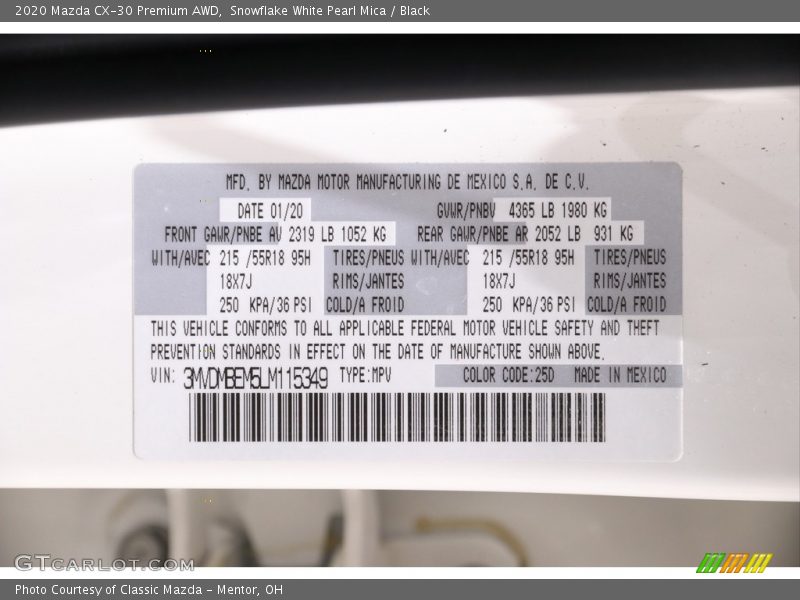 2020 Mazda CX-30 Premium AWD,  Snowflake White Pearl Mica / Black
MFD. BY MAZDA MOTOR MANUFACTURING DE MEXICO S.A. DE C.V.
DATE 01/20 GVWR/PNBV 4365 LB 1980 KG
FRONT GAWR/PNBE AV 2319 LB 1052 KG REAR GAWR/PNBE AR 2052 LB 931 KG
WITH/AVEC 215 /55R18 95H TIRES/PNEUS WITH/AVEC 215 /55R18 95H TIRES/PNEUS
18X7J RIMS/JANTES 18X7J RIMS/JANTES
250 KPA/36 PSI COLD/A FROID 250 KPA/36 PSI COLD/A FROID
THIS VEHICLE CONFORMS TO ALL APPLICABLE FEDERAL MOTOR VEHICLE SAFETY AND THEFT
PREVENTION STANDARDS IN EFFECT ON THE DATE OF MANUFACTURE SHOWN ABOVE.
VIN: 3MVDMBEM5LM115349 TYPE:MPV COLOR CODE:25D MADE IN MEXICO
GTCARLOT.COM
Photo Courtesy of Classic Mazda - Mentor, OH